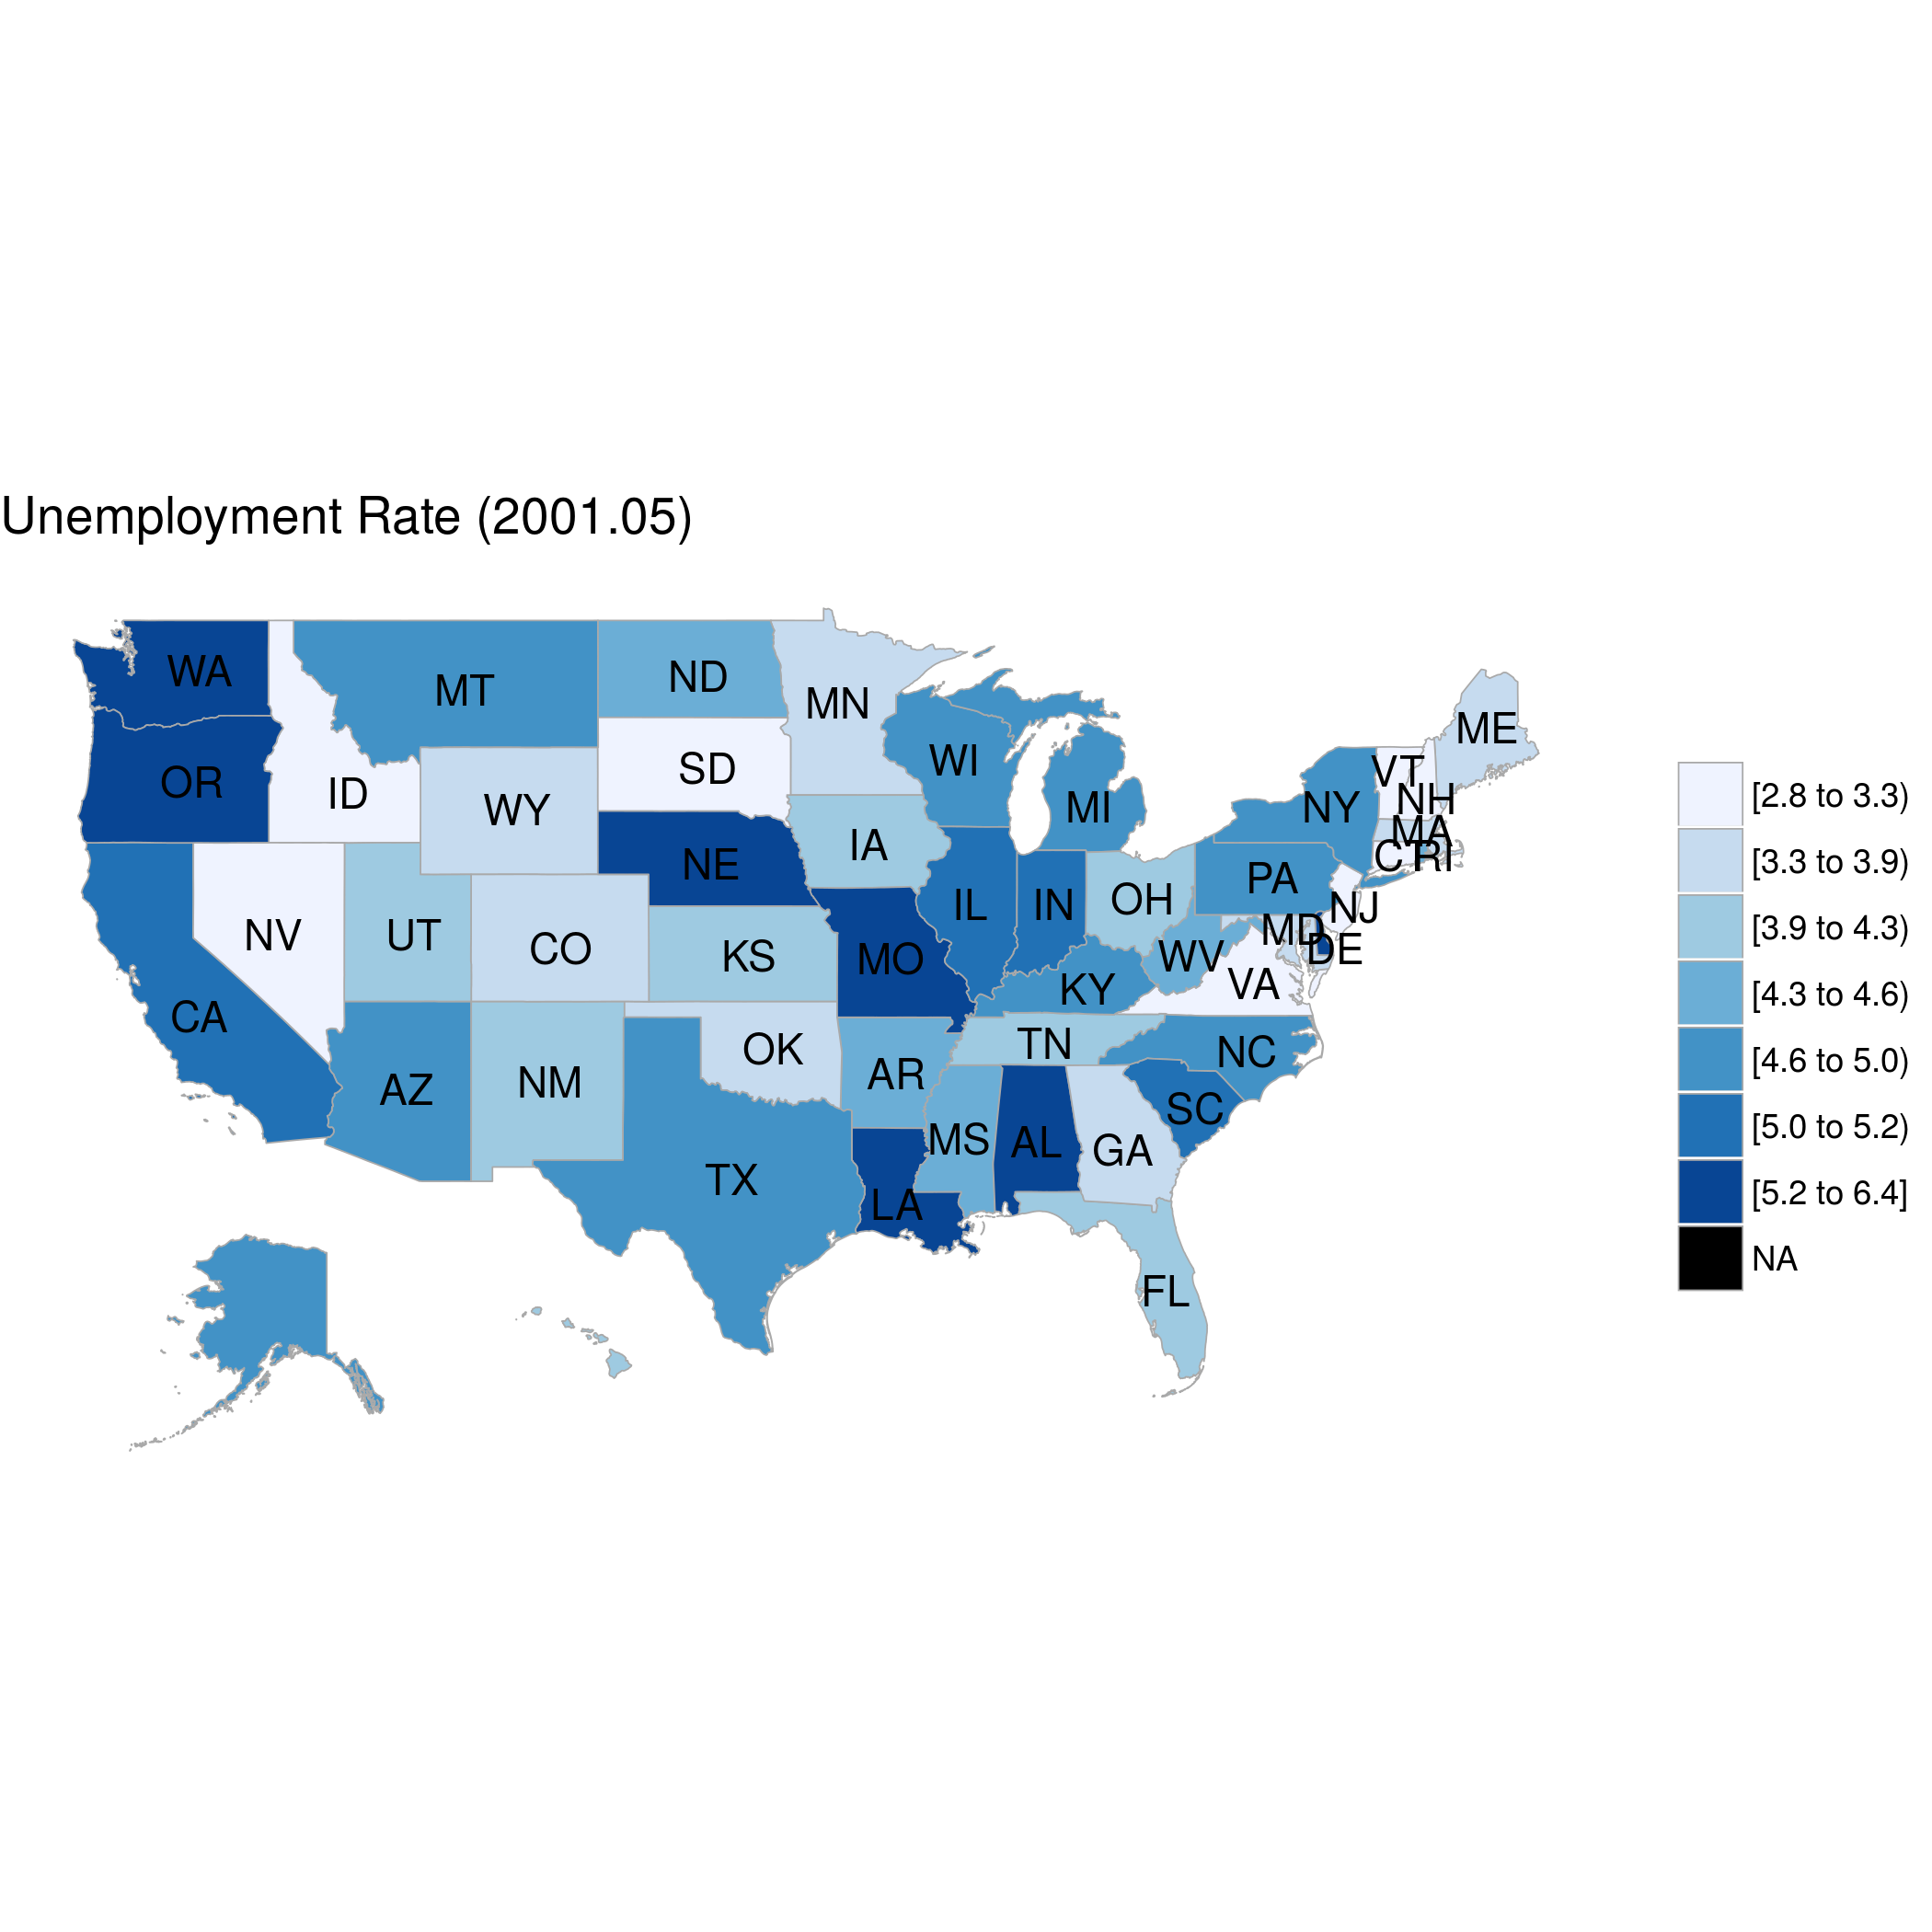 Unemployment Rate (2001.05)
WA
MT
ND
MN
ME
OR
ID
WY
SD
WI
MI
NY
VT
NH
MA
NE
IA
CT
RI
PA
NV
UT
CO
KS
MO
IL
IN
OH
NJ
MD
DE
WV
VA
KY
CA
AZ
NM
OK
AR
TN
NC
SC
MS
AL
GA
TX
LA
FL
[2.8 to 3.3)
[3.3 to 3.9)
[3.9 to 4.3)
[4.3 to 4.6)
[4.6 to 5.0)
[5.0 to 5.2)
[5.2 to 6.4]
NA